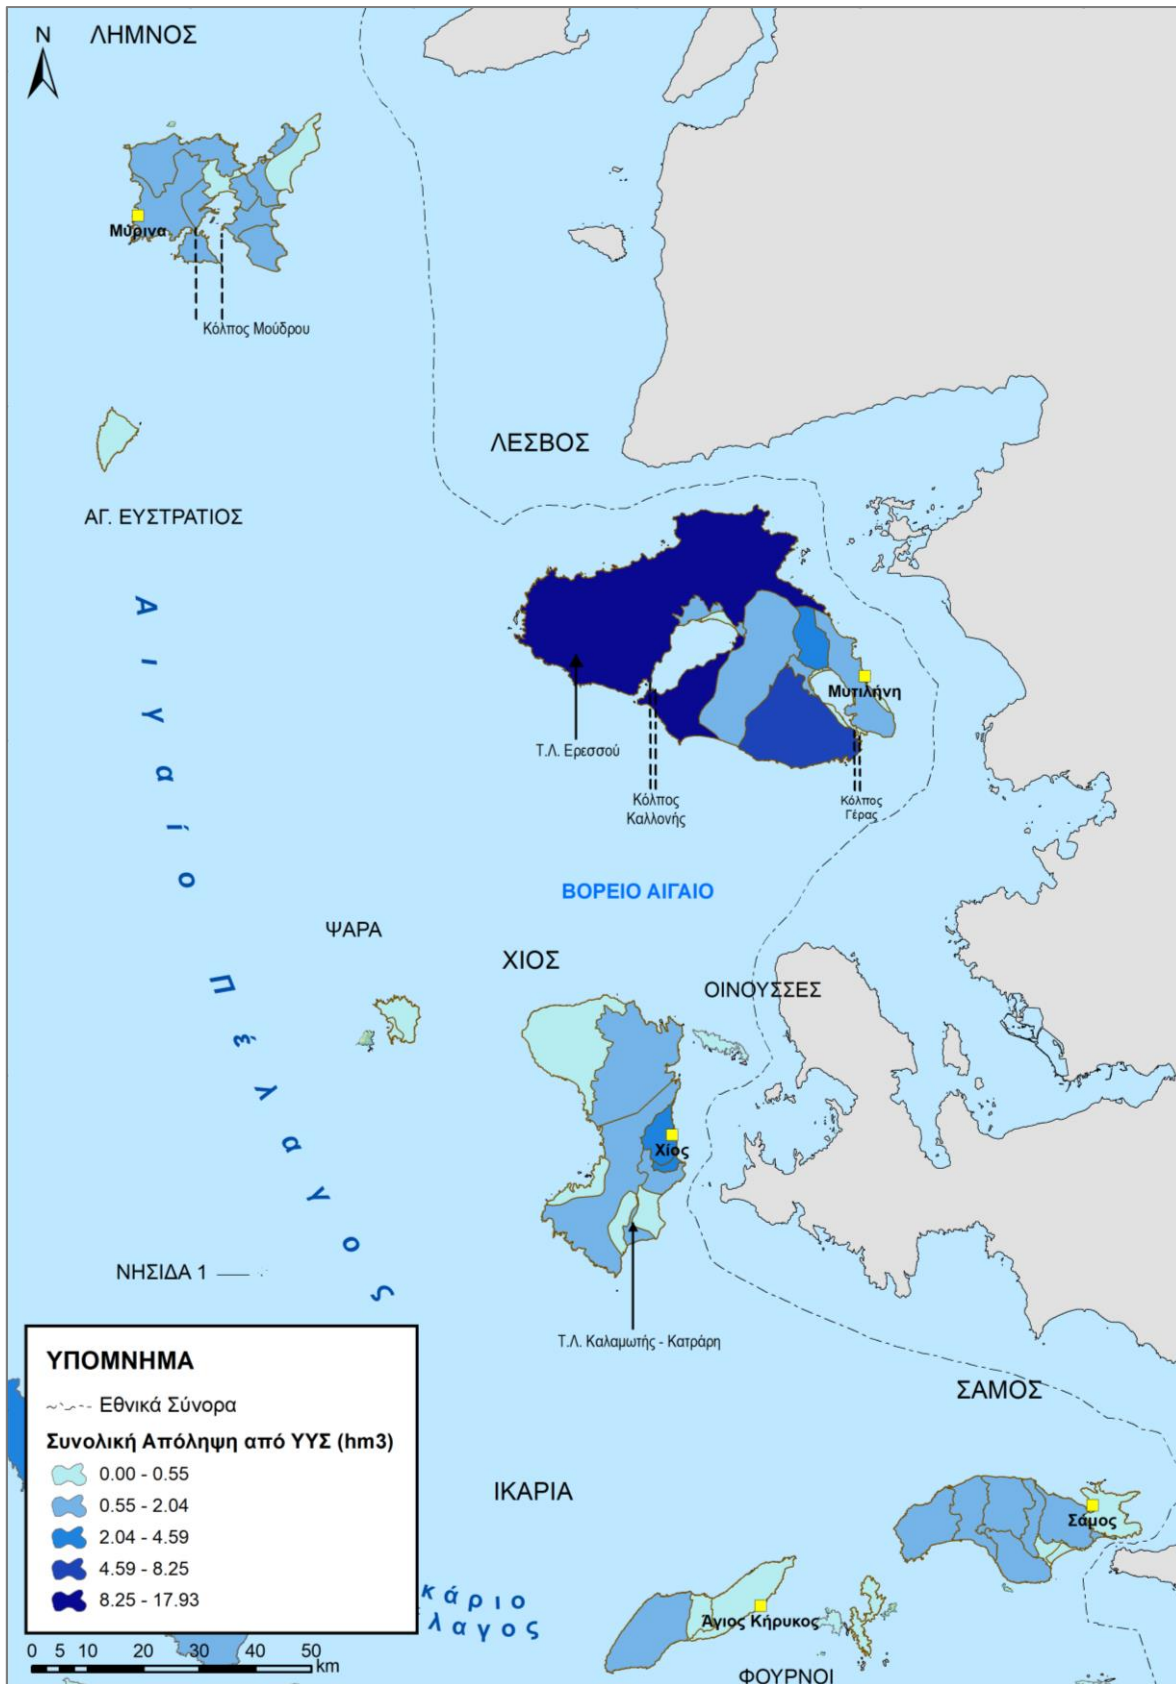 N
ΛΗΜΝΟΣ
Μύρινα
Κόλπος Μούδρου
ΛΕΣΒΟΣ
ΑΓ. ΕΥΣΤΡΑΤΙΟΣ
Αιγαίο Πέλαγος
Μυτιλήνη
Τ.Λ. Ερεσσού
Κόλπος
Καλλονής
Κόλπος
Γέρας
ΒΟΡΕΙΟ ΑΙΓΑΙΟ
ΨΑΡΑ
ΧΙΟΣ
ΟΙΝΟΥΣΣΕΣ
Χίος
ΝΗΣΙΔΑ 1
Τ.Λ. Καλαμωτής - Κατράρη
ΥΠΟΜΝΗΜΑ
Εθνικά Σύνορα
Συνολική Απόληψη από ΥΥΣ (hm3)
0.00 - 0.55
0.55 - 2.04
2.04 - 4.59
4.59 - 8.25
8.25 - 17.93
0 5 10 20 30 40 50
km
ΣΑΜΟΣ
ΙΚΑΡΙΑ
Σάμος
κάριο
λαγος
Άγιος Κήρυκος
ΦΟΥΡΝΟΙ